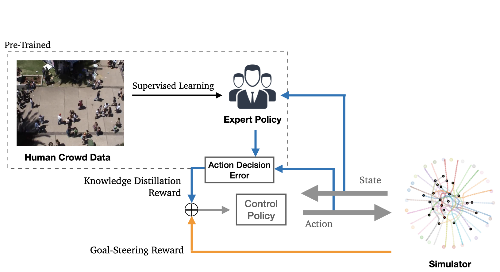 Pre-Trained
Supervised Learning
Expert Policy
Human Crowd Data
Action Decision
Error
Knowledge Distillation
Reward
State
Control
Policy
Action
Goal-Steering Reward
Simulator